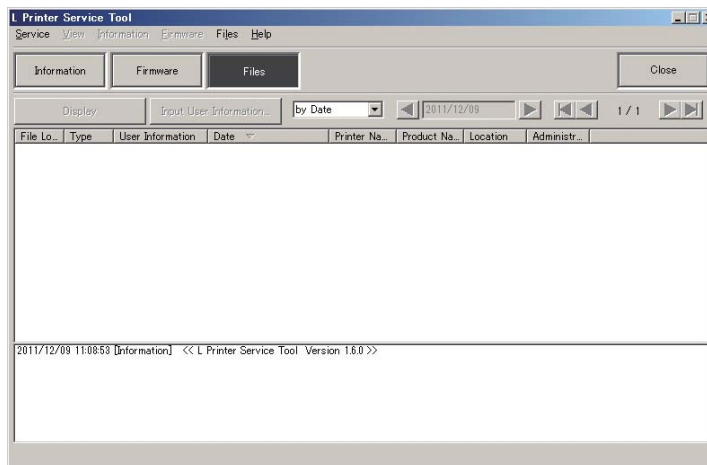 L Printer Service Tool
Service View Information Firmware Files Help
Information Firmware Files Close
Display Input User Information... by Date 2011/12/09 1 / 1
File Lo... Type User Information Date Printer Na... Product Na... Location Administr...
2011/12/09 11:08:53 [Information] << L Printer Service Tool Version 1.6.0 >>